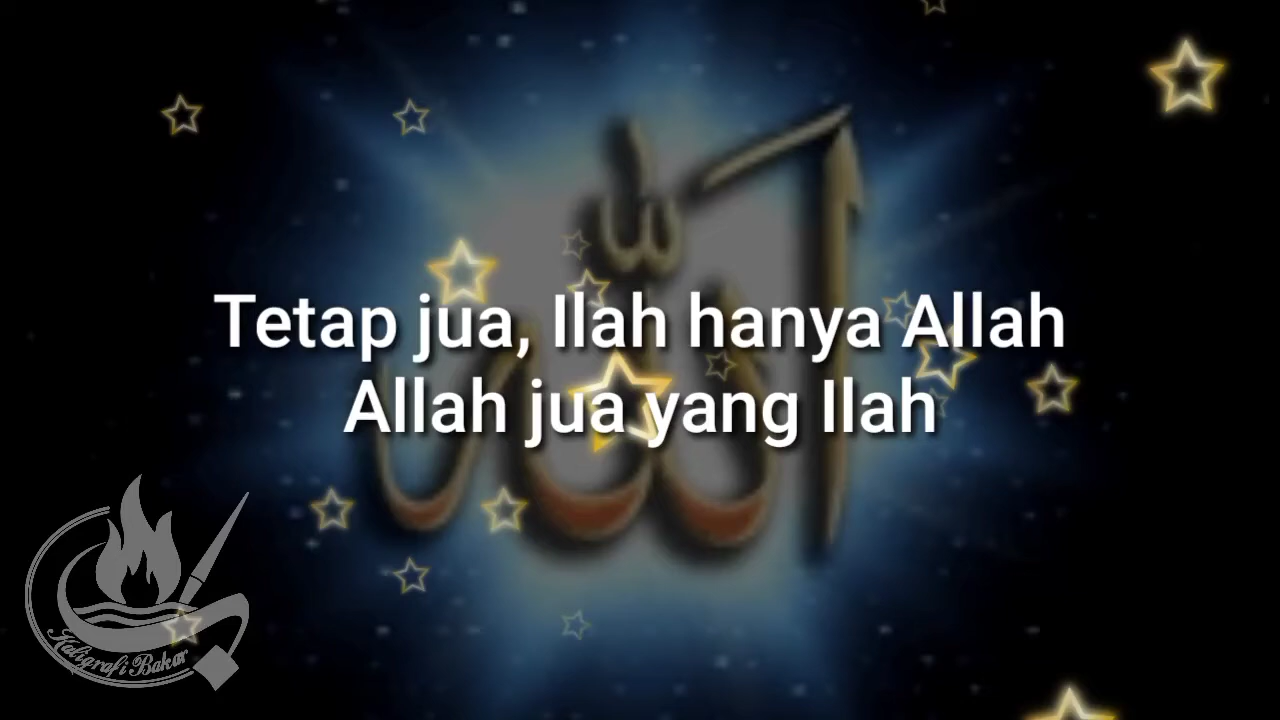 الله
Tetap jua, Ilah hanya Allah
Allah jua yang Ilah
Kaligrafi Bakar